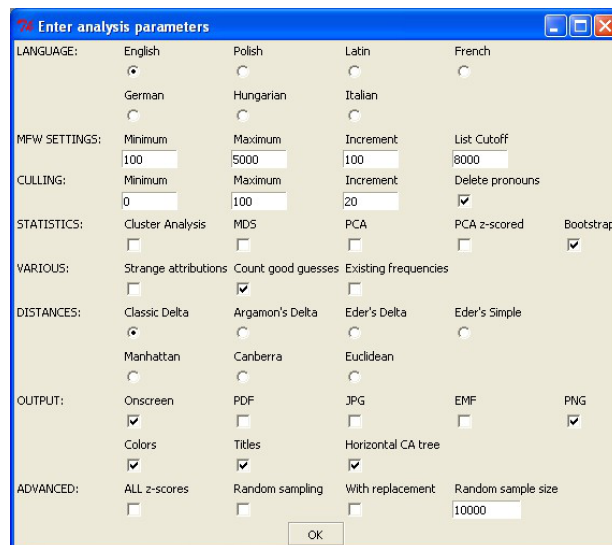 Enter analysis parameters
LANGUAGE: English Polish Latin French
German Hungarian Italian
MFW SETTINGS: Minimum Maximum Increment List Cutoff
100 5000 100 8000
CULLING: Minimum Maximum Increment Delete pronouns
0 100 20
STATISTICS: Cluster Analysis MDS PCA PCA z-scored Bootstrap
VARIOUS: Strange attributions Count good guesses Existing frequencies
DISTANCES: Classic Delta Argamon's Delta Eder's Delta Eder's Simple
Manhattan Canberra Euclidean
OUTPUT: Onscreen PDF JPG EMF PNG
Colors Titles Horizontal CA tree
ADVANCED: ALL z-scores Random sampling With replacement Random sample size
10000
OK